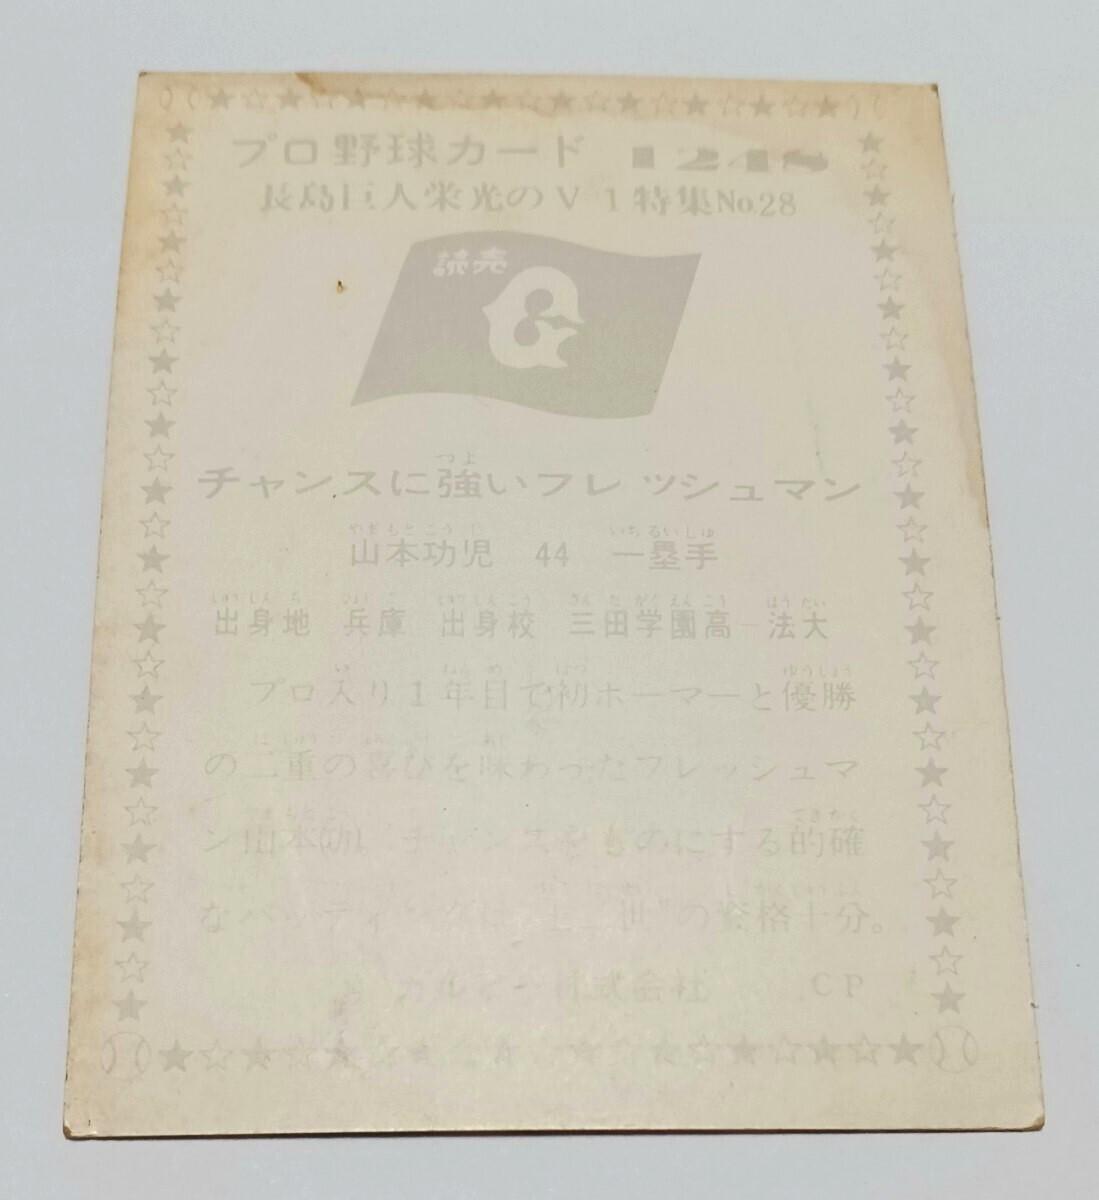 プロ野球カード 1248
長島巨人栄光のV1特集No.28
読売
チャンスに強いフレッシュマン
山本功児 44 一塁手
出身地 兵庫 出身校 三田学園高－法大
プロ入り1年目で初ホーマーと優勝
の二重の喜びを味わったフレッシュマ
ン山本(功)。チャンスをものにする的確
なバッティングは 二世"の資格十分。
カルビー株式会社 CP